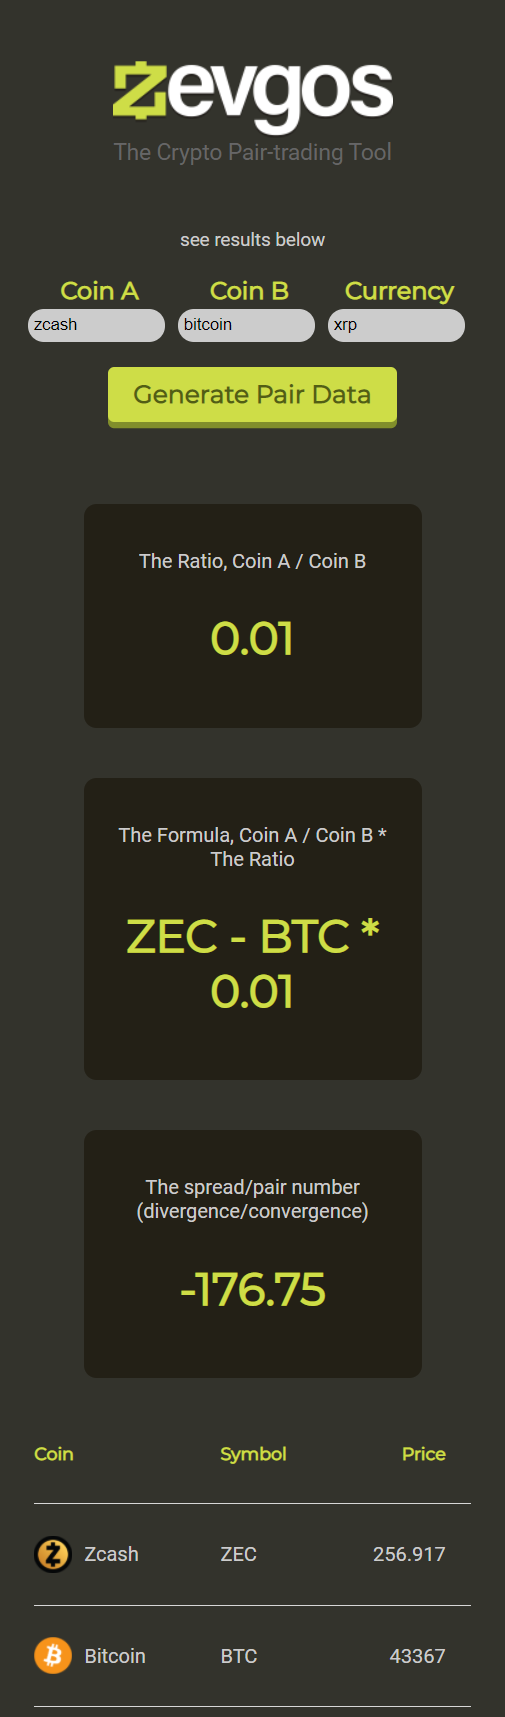 zevgos
The Crypto Pair-trading Tool
see results below
Coin A Coin B Currency
zcash bitcoin xrp
Generate Pair Data
The Ratio, Coin A / Coin B
0.01
The Formula, Coin A / Coin B *
The Ratio
ZEC - BTC *
0.01
The spread/pair number
(divergence/convergence)
-176.75
Coin Symbol Price
Zcash ZEC 256.917
Bitcoin BTC 43367